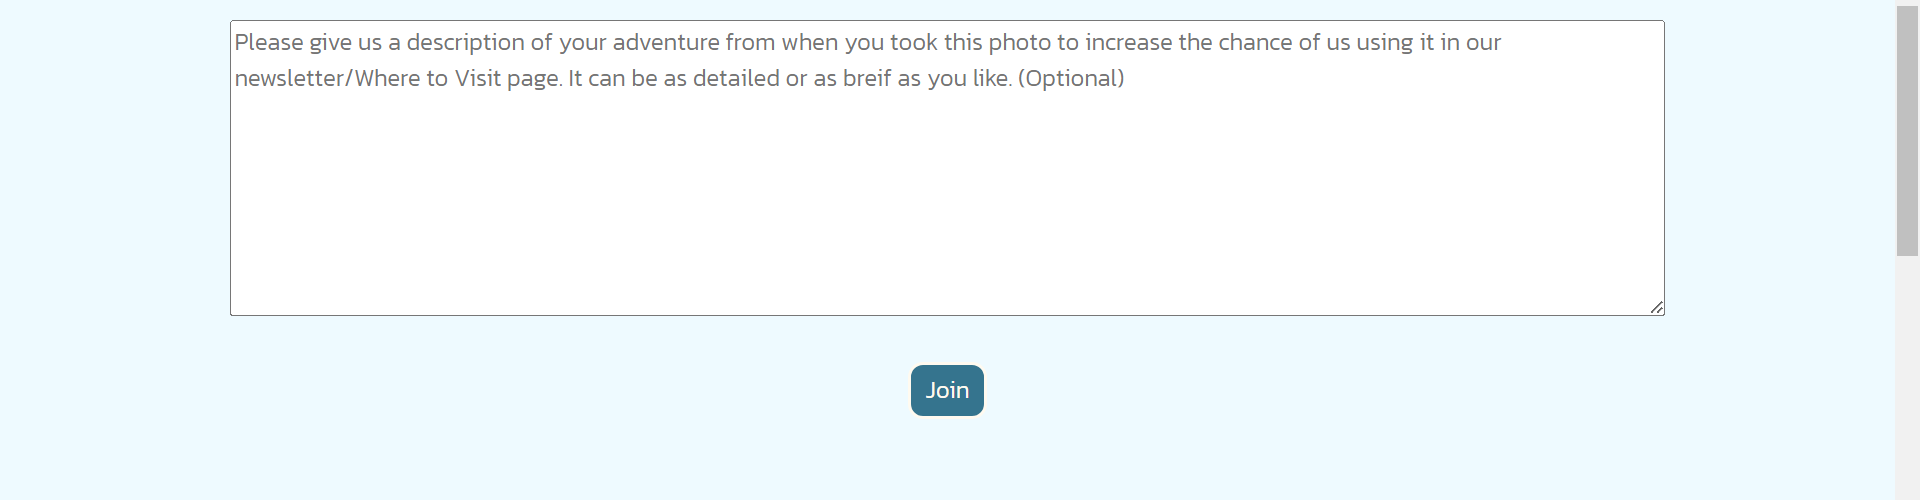 Please give us a description of your adventure from when you took this photo to increase the chance of us using it in our
newsletter/Where to Visit page. It can be as detailed or as breif as you like. (Optional)
Join